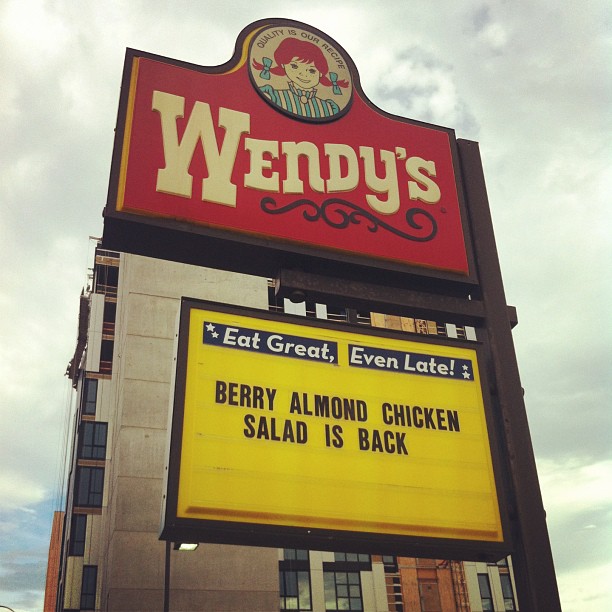 QUALITY IS OUR RECIPE
WENDY'S
Eat Great, Even Late!
BERRY ALMOND CHICKEN
SALAD IS BACK